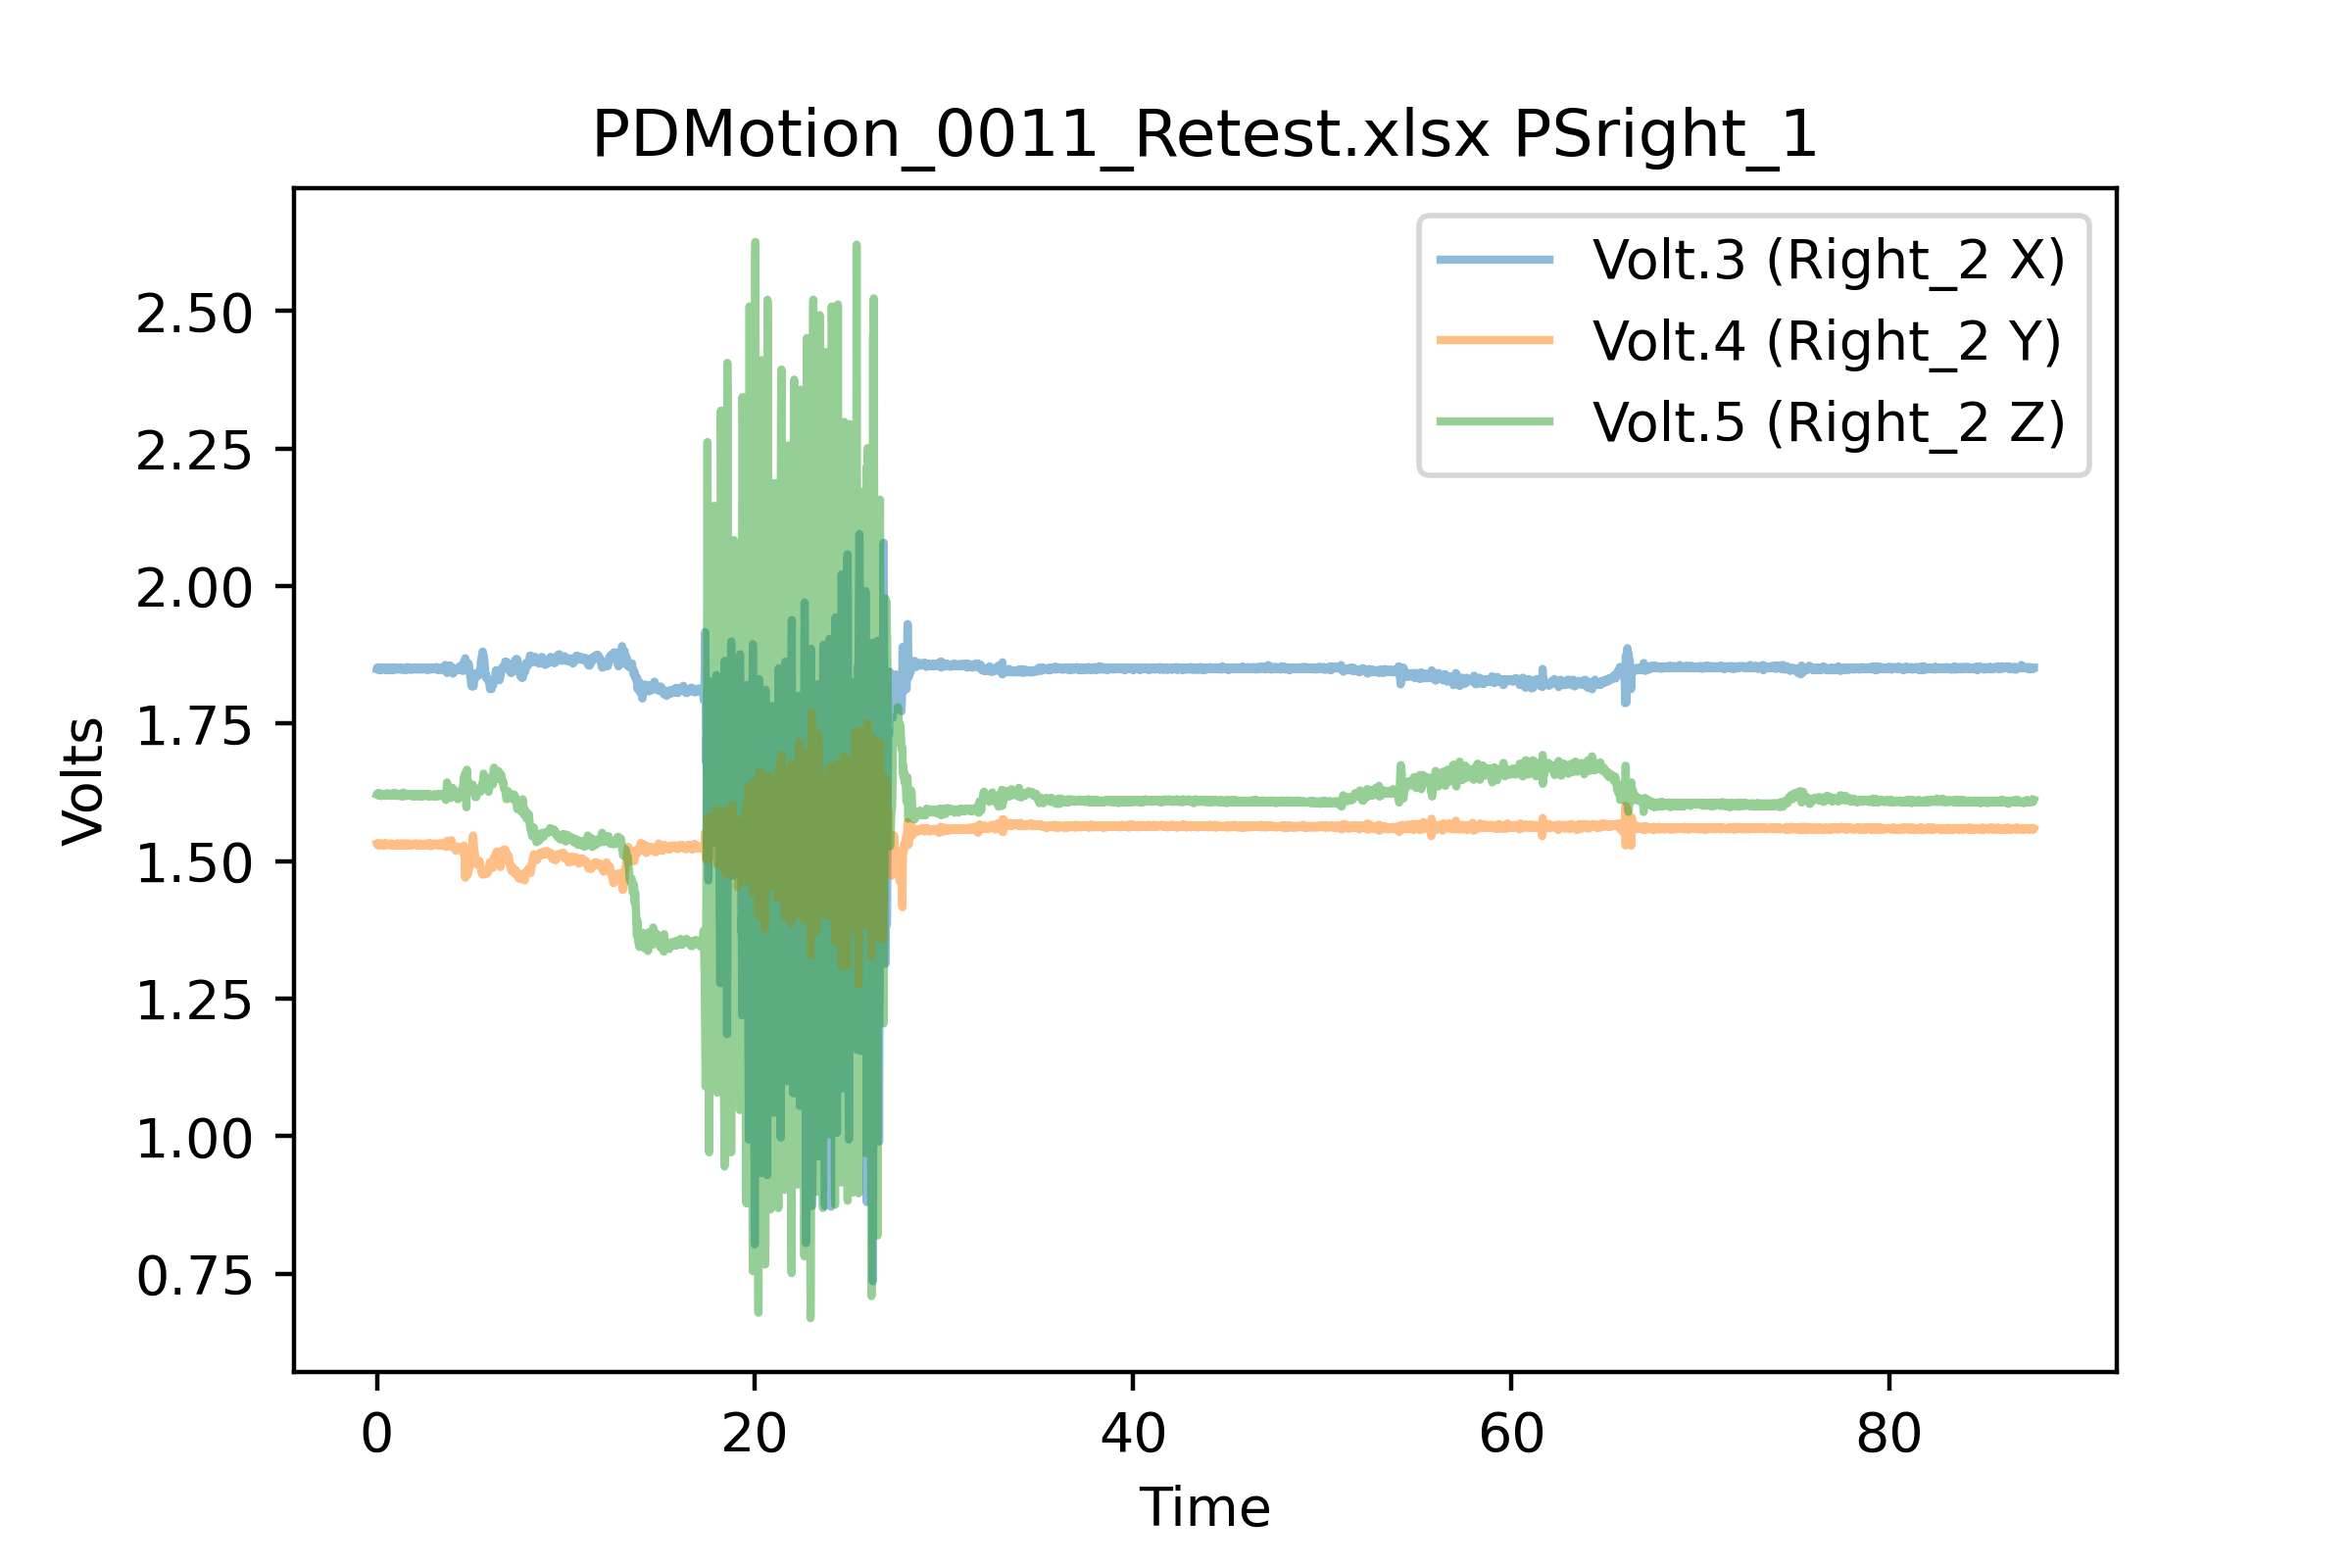 PDMotion_0011_Retest.xlsx PSright_1
Volt.3 (Right_2 X)
Volt.4 (Right_2 Y)
Volt.5 (Right_2 Z)
Volts
2.50
2.25
2.00
1.75
1.50
1.25
1.00
0.75
0
20
40
60
80
Time